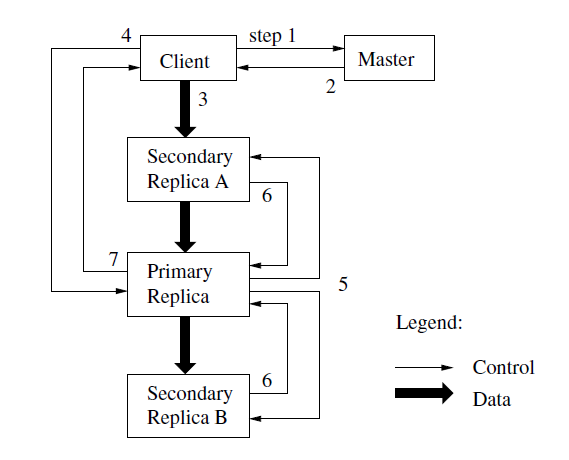 4
step 1
Client
Master
2
3
Secondary
Replica A
6
7
Primary
Replica
5
Legend:
6
Control
Secondary
Replica B
Data